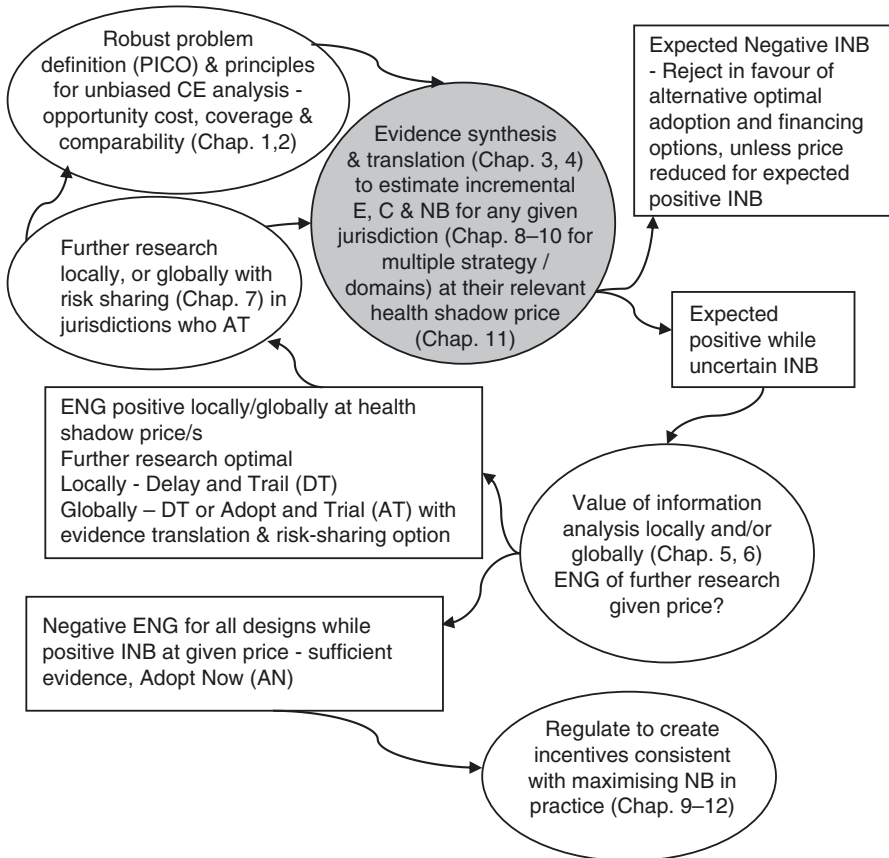 Robust problem
definition (PICO) & principles
for unbiased CE analysis -
opportunity cost, coverage &
comparability (Chap. 1,2)
Expected Negative INB
- Reject in favour of
alternative optimal
adoption and financing
options, unless price
reduced for expected
positive INB
Evidence synthesis
& translation (Chap. 3, 4)
to estimate incremental
E, C & NB for any given
jurisdiction (Chap. 8–10 for
multiple strategy /
domains) at their relevant
health shadow price
(Chap. 11)
Further research
locally, or globally with
risk sharing (Chap. 7) in
jurisdictions who AT
Expected
positive while
uncertain INB
ENG positive locally/globally at health
shadow price/s
Further research optimal
Locally - Delay and Trail (DT)
Globally – DT or Adopt and Trial (AT) with
evidence translation & risk-sharing option
Value of information
analysis locally and/or
globally (Chap. 5, 6)
ENG of further research
given price?
Negative ENG for all designs while
positive INB at given price - sufficient
evidence, Adopt Now (AN)
Regulate to create
incentives consistent
with maximising NB in
practice (Chap. 9–12)